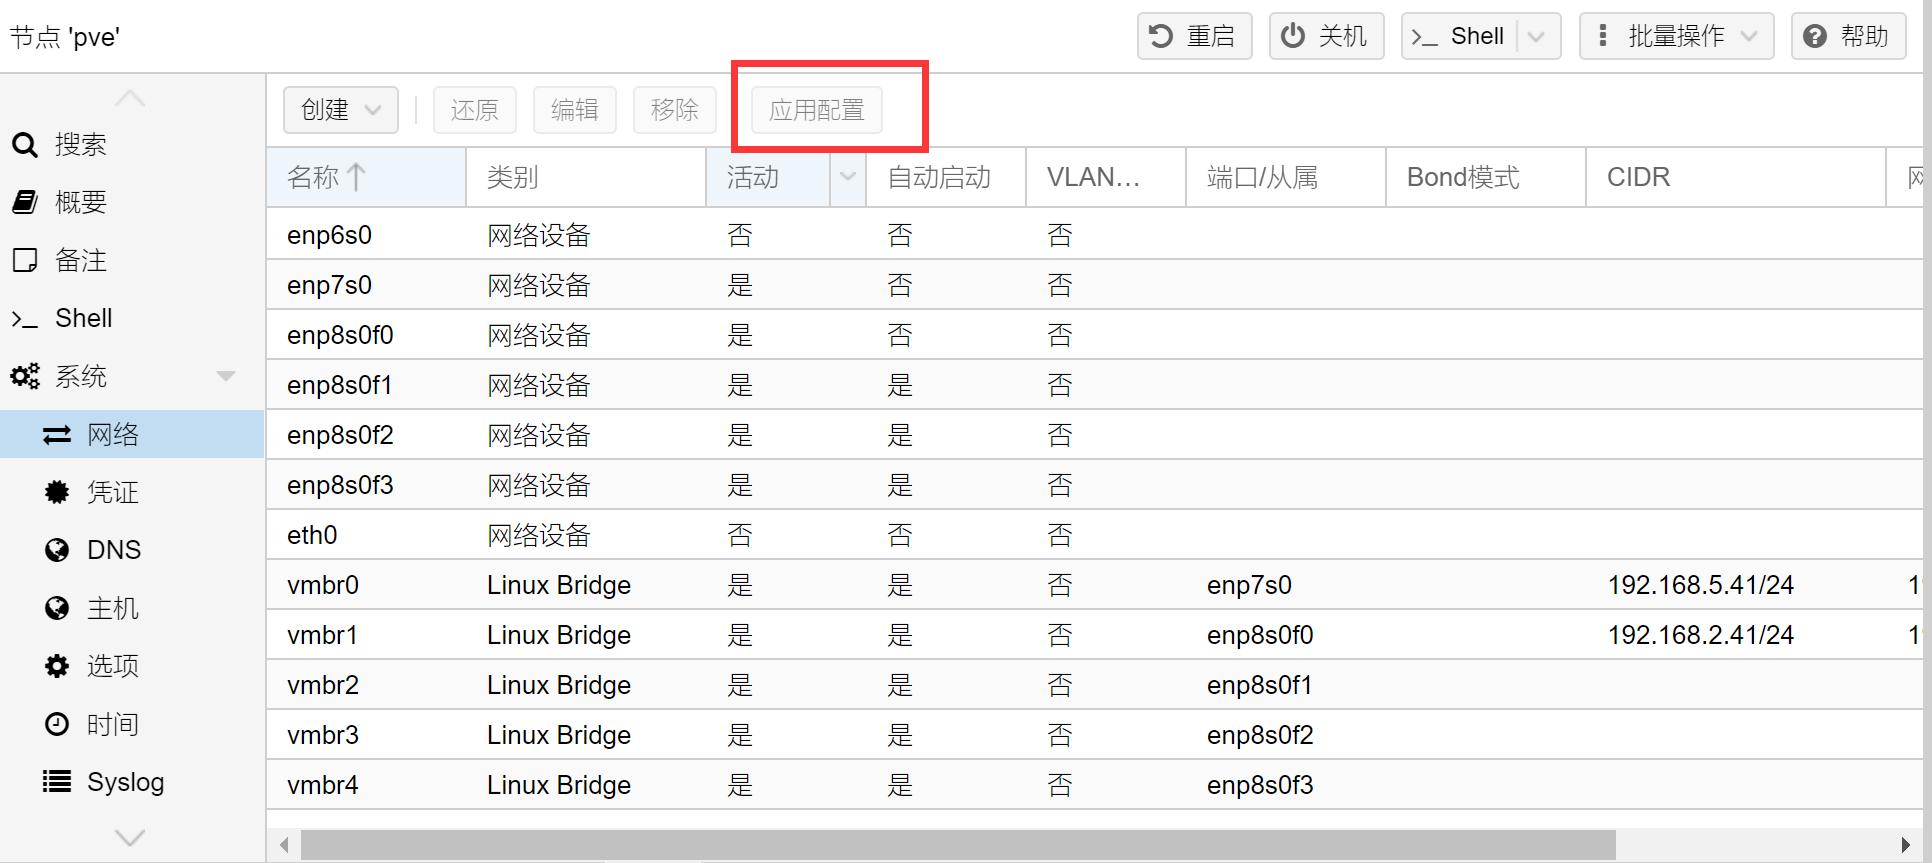 节点 'pve'
重启
关机
Shell
批量操作
帮助
搜索
概要
备注
Shell
系统
网络
凭证
DNS
主机
选项
时间
Syslog
创建 还原 编辑 移除 应用配置
名称 类别 活动 自动启动 VLAN... 端口/从属 Bond模式 CIDR
enp6s0 网络设备 否 否 否
enp7s0 网络设备 是 否 否
enp8s0f0 网络设备 是 否 否
enp8s0f1 网络设备 是 是 否
enp8s0f2 网络设备 是 是 否
enp8s0f3 网络设备 是 是 否
eth0 网络设备 否 否 否
vmbr0 Linux Bridge 是 是 否 enp7s0 192.168.5.41/24
vmbr1 Linux Bridge 是 是 否 enp8s0f0 192.168.2.41/24
vmbr2 Linux Bridge 是 是 否 enp8s0f1
vmbr3 Linux Bridge 是 是 否 enp8s0f2
vmbr4 Linux Bridge 是 是 否 enp8s0f3